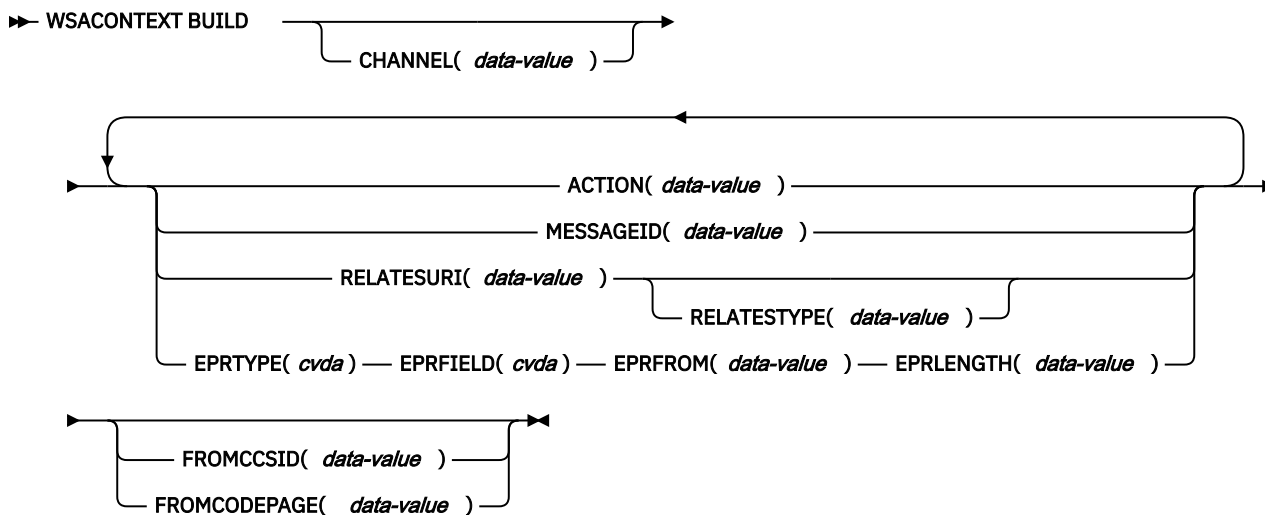 WSACONTEXT BUILD
CHANNEL( data-value )
ACTION( data-value )
MESSAGEID( data-value )
RELATESURI( data-value )
RELATESTYPE( data-value )
EPRTYPE( cvda ) EPRFIELD( cvda ) EPRFROM( data-value ) EPRLENGTH( data-value )
FROMCCSID( data-value )
FROMCODEPAGE( data-value )